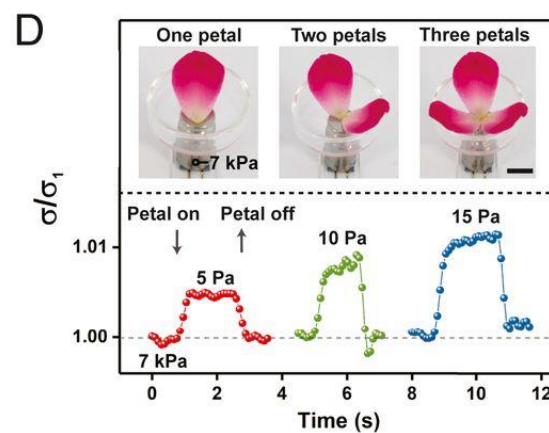 D
One petal Two petals Three petals
7 kPa
σ/σ1
Petal on Petal off
15 Pa
10 Pa
5 Pa
1.01
1.00
7 kPa
0 2 4 6 8 10 12
Time (s)